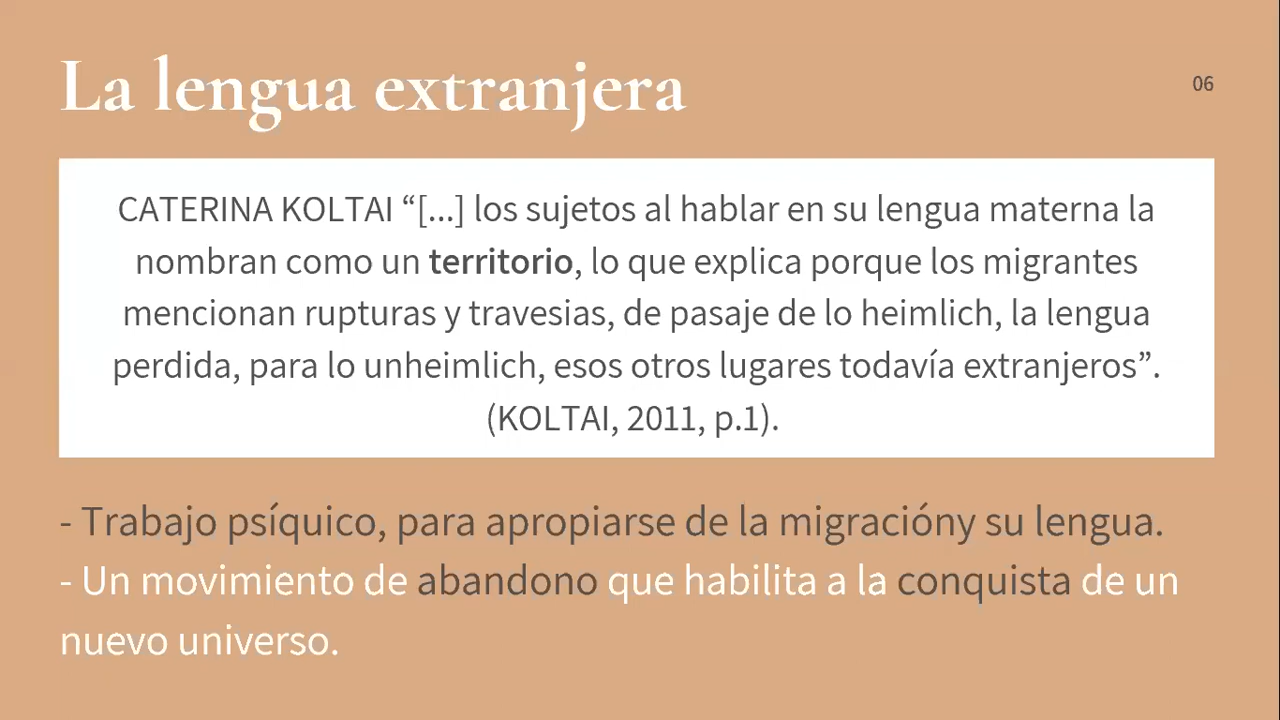 La lengua extranjera
06
CATERINA KOLTAI “[...] los sujetos al hablar en su lengua materna la
nombran como un territorio, lo que explica porque los migrantes
mencionan rupturas y travesias, de pasaje de lo heimlich, la lengua
perdida, para lo unheimlich, esos otros lugares todavía extranjeros”.
(KOLTAI, 2011, p.1).
- Trabajo psíquico, para apropiarse de la migracióny su lengua.
- Un movimiento de abandono que habilita a la conquista de un
nuevo universo.